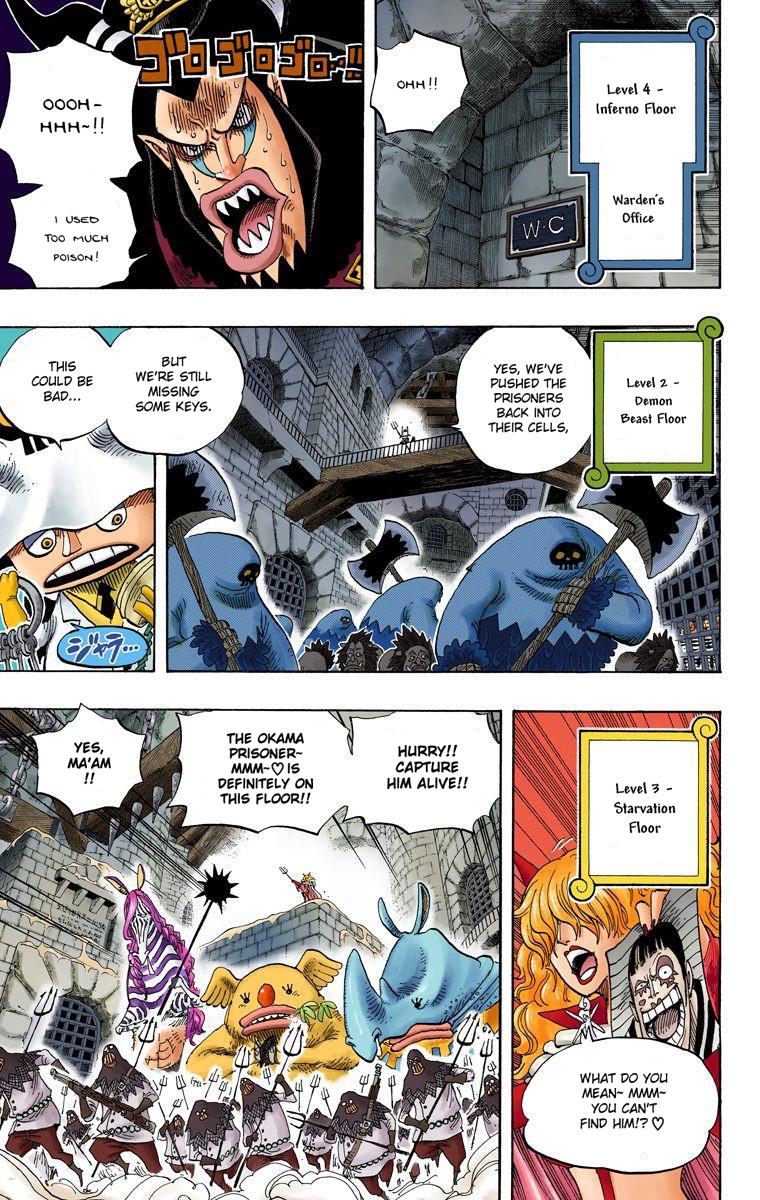 Level 4 -
Inferno Floor
Warden's
Office
OHH!!
W·C
ゴロゴロゴロ~!!
OOOH-
HHH~!!
I USED
TOO MUCH
POISON!
Level 2 -
Demon
Beast Floor
YES, WE'VE
PUSHED THE
PRISONERS
BACK INTO
THEIR CELLS,
BUT
WE'RE STILL
MISSING
SOME KEYS.
THIS
COULD BE
BAD...
ジャラ...
Level 3 -
Starvation
Floor
WHAT DO YOU
MEAN~ MMM~
YOU CAN'T
FIND HIM!? ♡
HURRY!!
CAPTURE
HIM ALIVE!!
THE OKAMA
PRISONER~
MMM~♡ IS
DEFINITELY ON
THIS FLOOR!!
YES,
MA'AM
!!